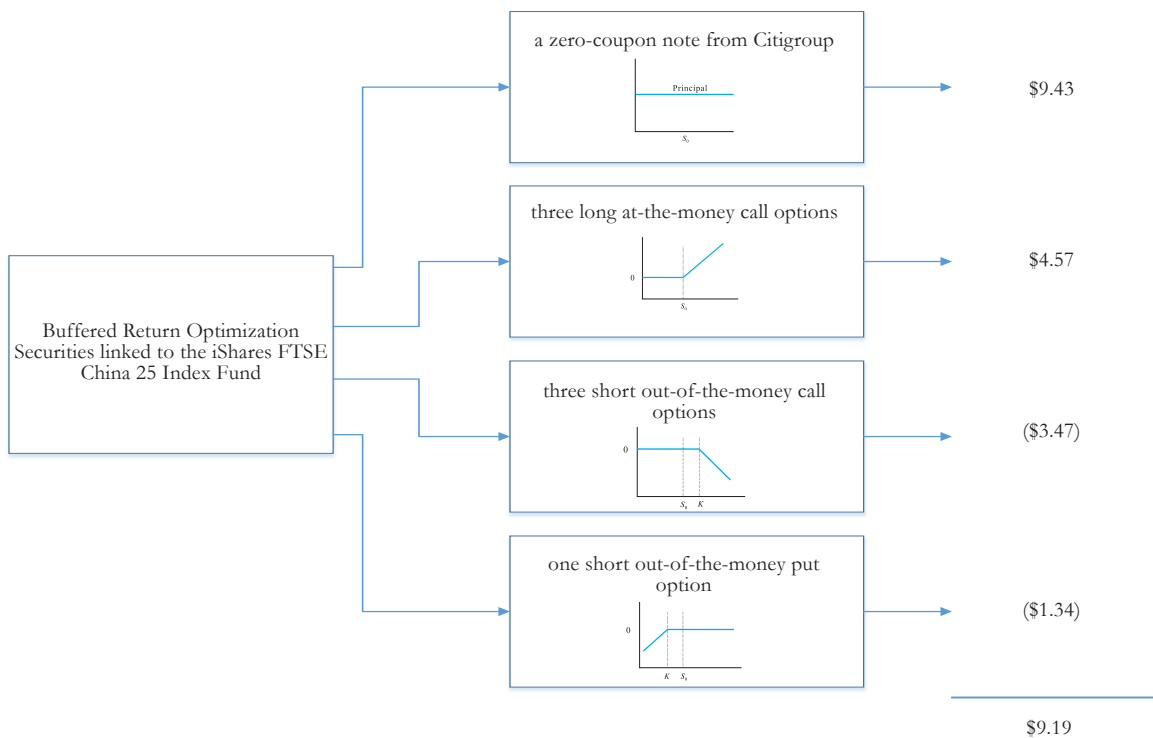 Buffered Return Optimization
Securities linked to the iShares FTSE
China 25 Index Fund
a zero-coupon note from Citigroup
Principal
S₀
$9.43
three long at-the-money call options
0
S₀
$4.57
three short out-of-the-money call
options
0
S₀ K
($3.47)
one short out-of-the-money put
option
0
K S₀
($1.34)
$9.19